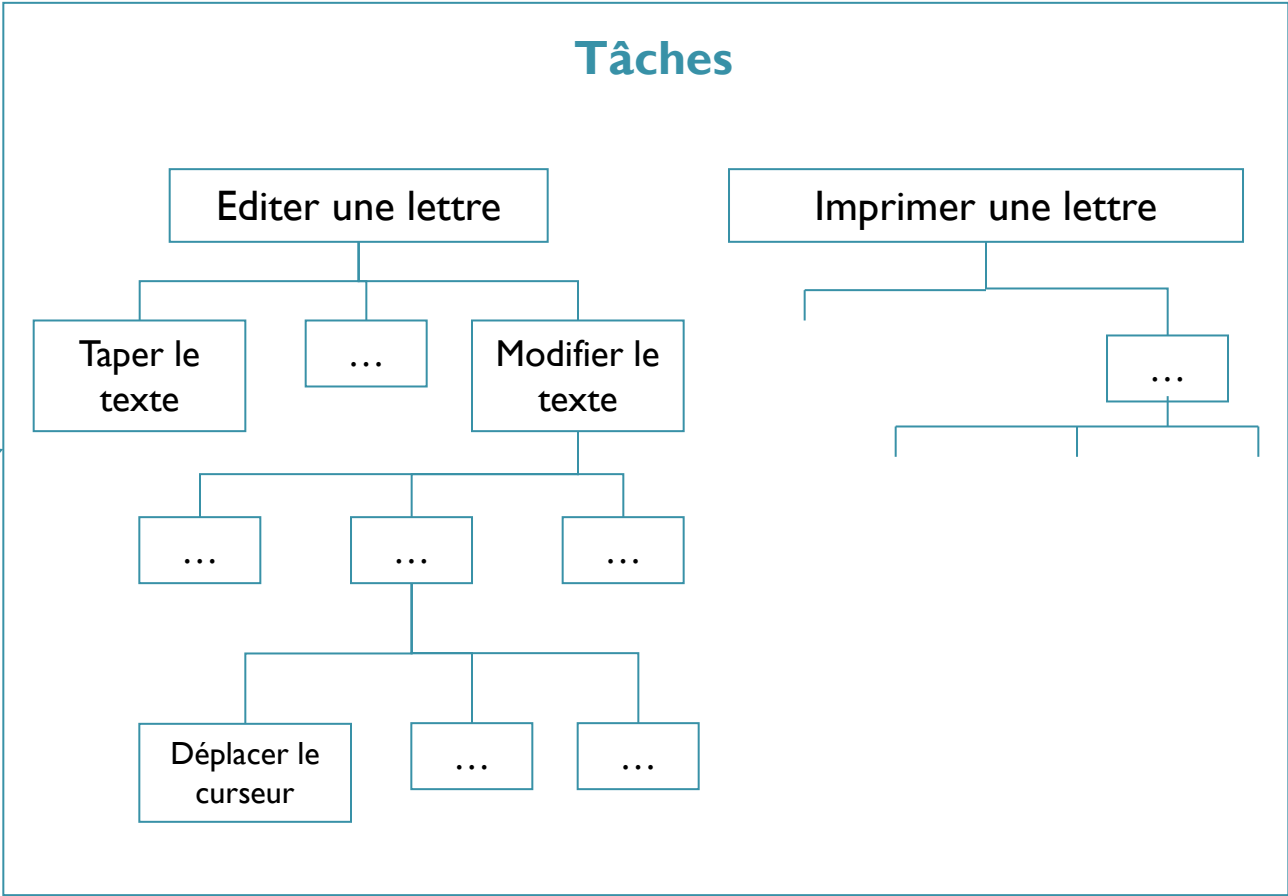 Tâches
Editer une lettre
Imprimer une lettre
Taper le
texte
…
Modifier le
texte
…
…
…
…
Déplacer le
curseur
…
…